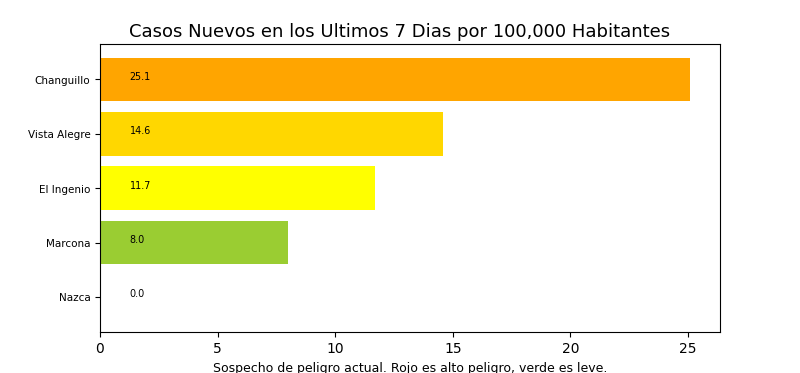 Casos Nuevos en los Ultimos 7 Dias por 100,000 Habitantes
Changuillo 25.1
Vista Alegre 14.6
El Ingenio 11.7
Marcona 8.0
Nazca 0.0
0 5 10 15 20 25
Sospecho de peligro actual. Rojo es alto peligro, verde es leve.